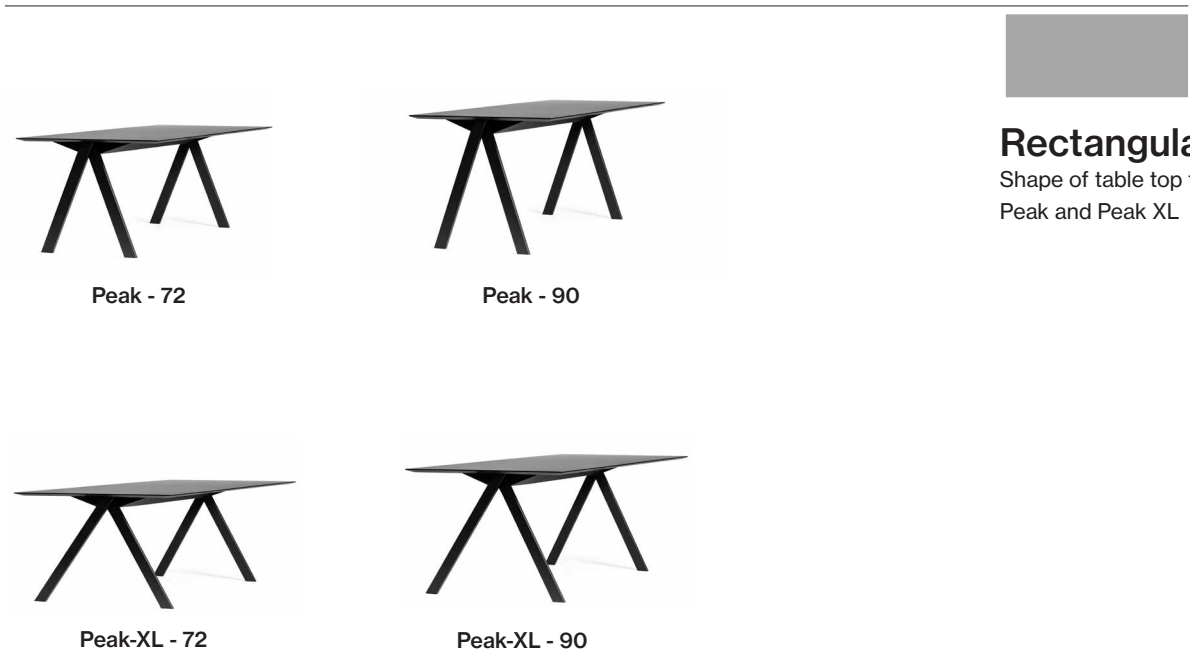 Rectangula
Shape of table top
Peak and Peak XL
Peak - 72
Peak - 90
Peak-XL - 72
Peak-XL - 90